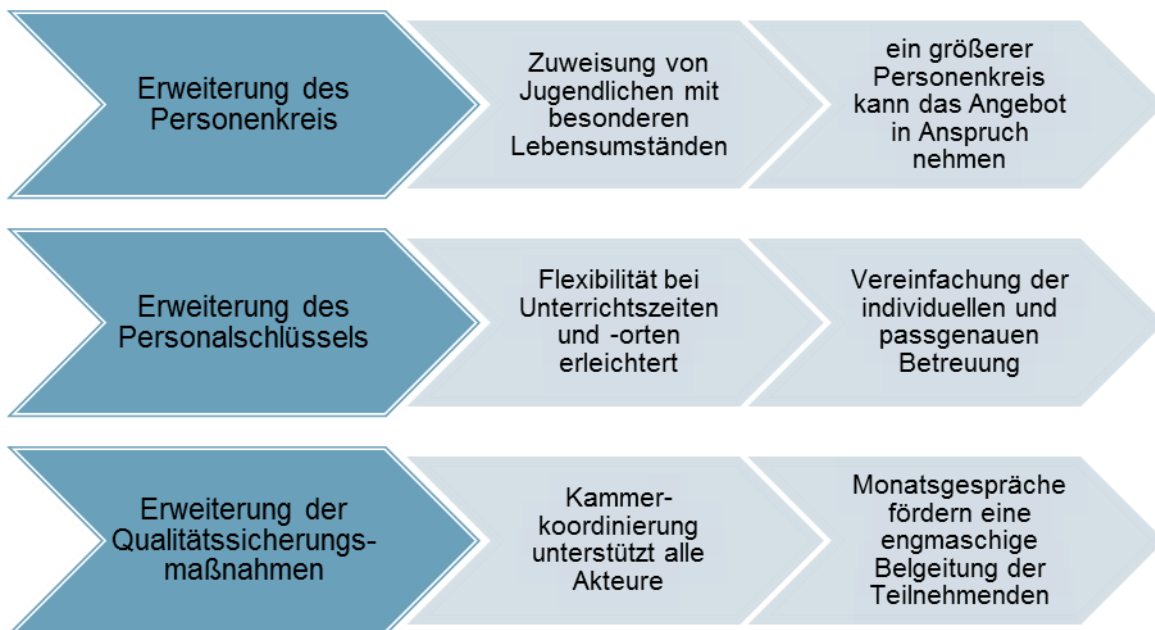 Erweiterung des
Personenkreis
Zuweisung von
Jugendlichen mit
besonderen
Lebensumständen
ein größerer
Personenkreis
kann das Angebot
in Anspruch
nehmen
Erweiterung des
Personalschlüssels
Flexibilität bei
Unterrichtszeiten
und -orten
erleichtert
Vereinfachung der
individuellen und
passgenauen
Betreuung
Erweiterung der
Qualitätssicherungs-
maßnahmen
Kammer-
koordinierung
unterstützt alle
Akteure
Monatsgespräche
fördern eine
engmaschige
Belgeitung der
Teilnehmenden